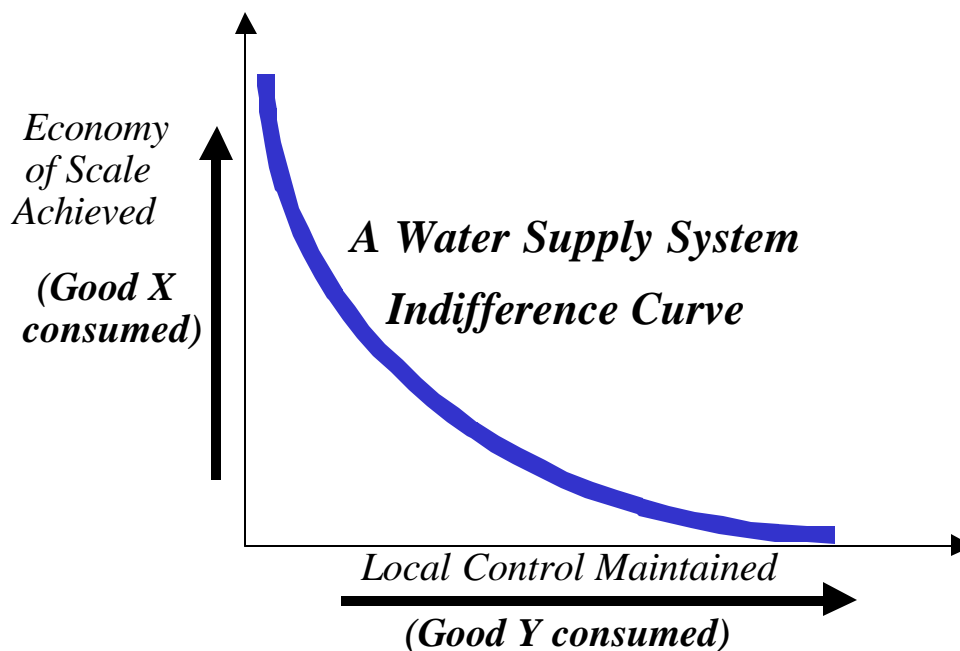 Economy
of Scale
Achieved
(Good X
consumed)
A Water Supply System
Indifference Curve
Local Control Maintained
(Good Y consumed)